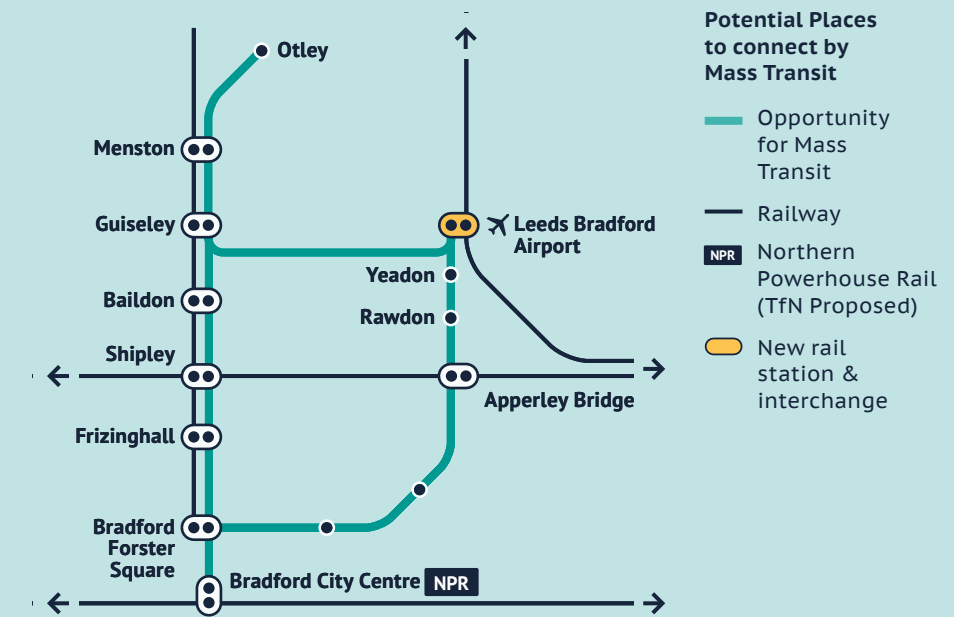 Otley
Menston
Guiseley
Leeds Bradford
Airport
Yeadon
Baildon
Rawdon
Shipley
Apperley Bridge
Frizinghall
Bradford
Forster
Square
Bradford City Centre NPR
Potential Places
to connect by
Mass Transit
Opportunity
for Mass
Transit
Railway
NPR Northern
Powerhouse Rail
(TfN Proposed)
New rail
station &
interchange